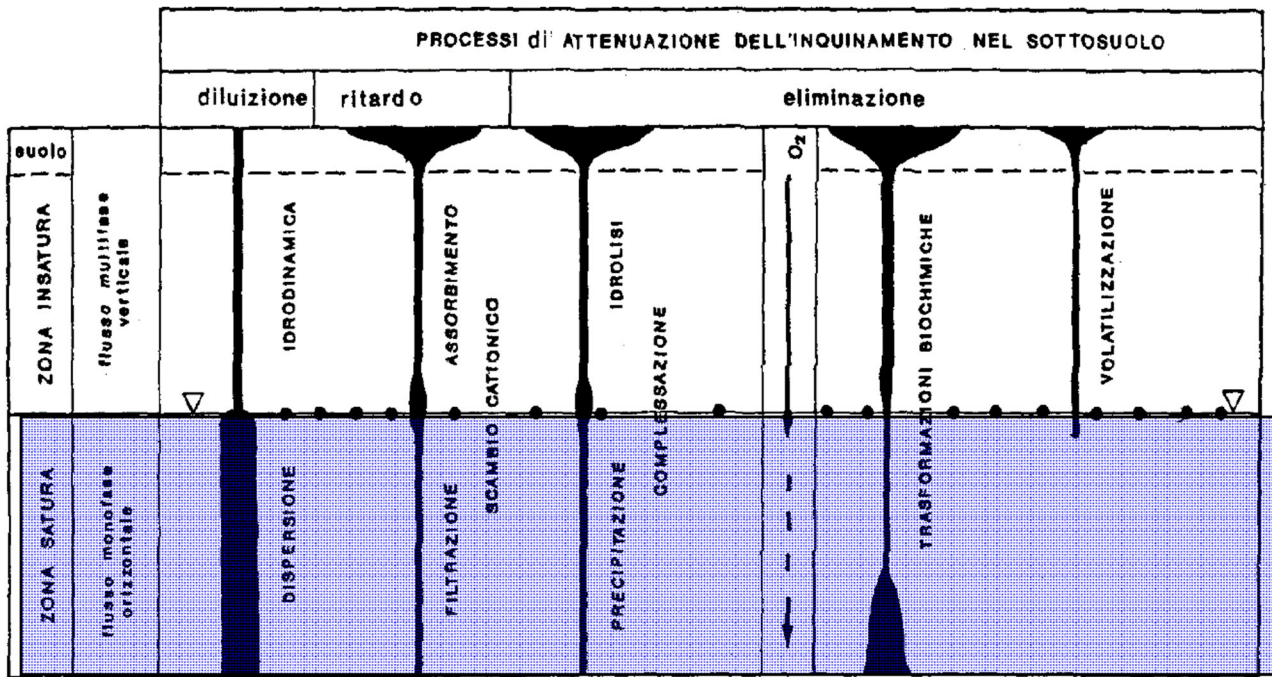 PROCESSI di ATTENUAZIONE DELL'INQUINAMENTO NEL SOTTOSUOLO
diluizione
ritardo
eliminazione
suolo
ZONA INSATURA
flusso multifase
verticale
IDRODINAMICA
ASSORBIMENTO
SCAMBIO CATIONICO
IDROLISI
COMPLESSAZIONE
O2
TRASFORMAZIONI BIOCHIMICHE
VOLATILIZZAZIONE
ZONA SATURA
flusso monofase
orizzontale
DISPERSIONE
FILTRAZIONE
PRECIPITAZIONE